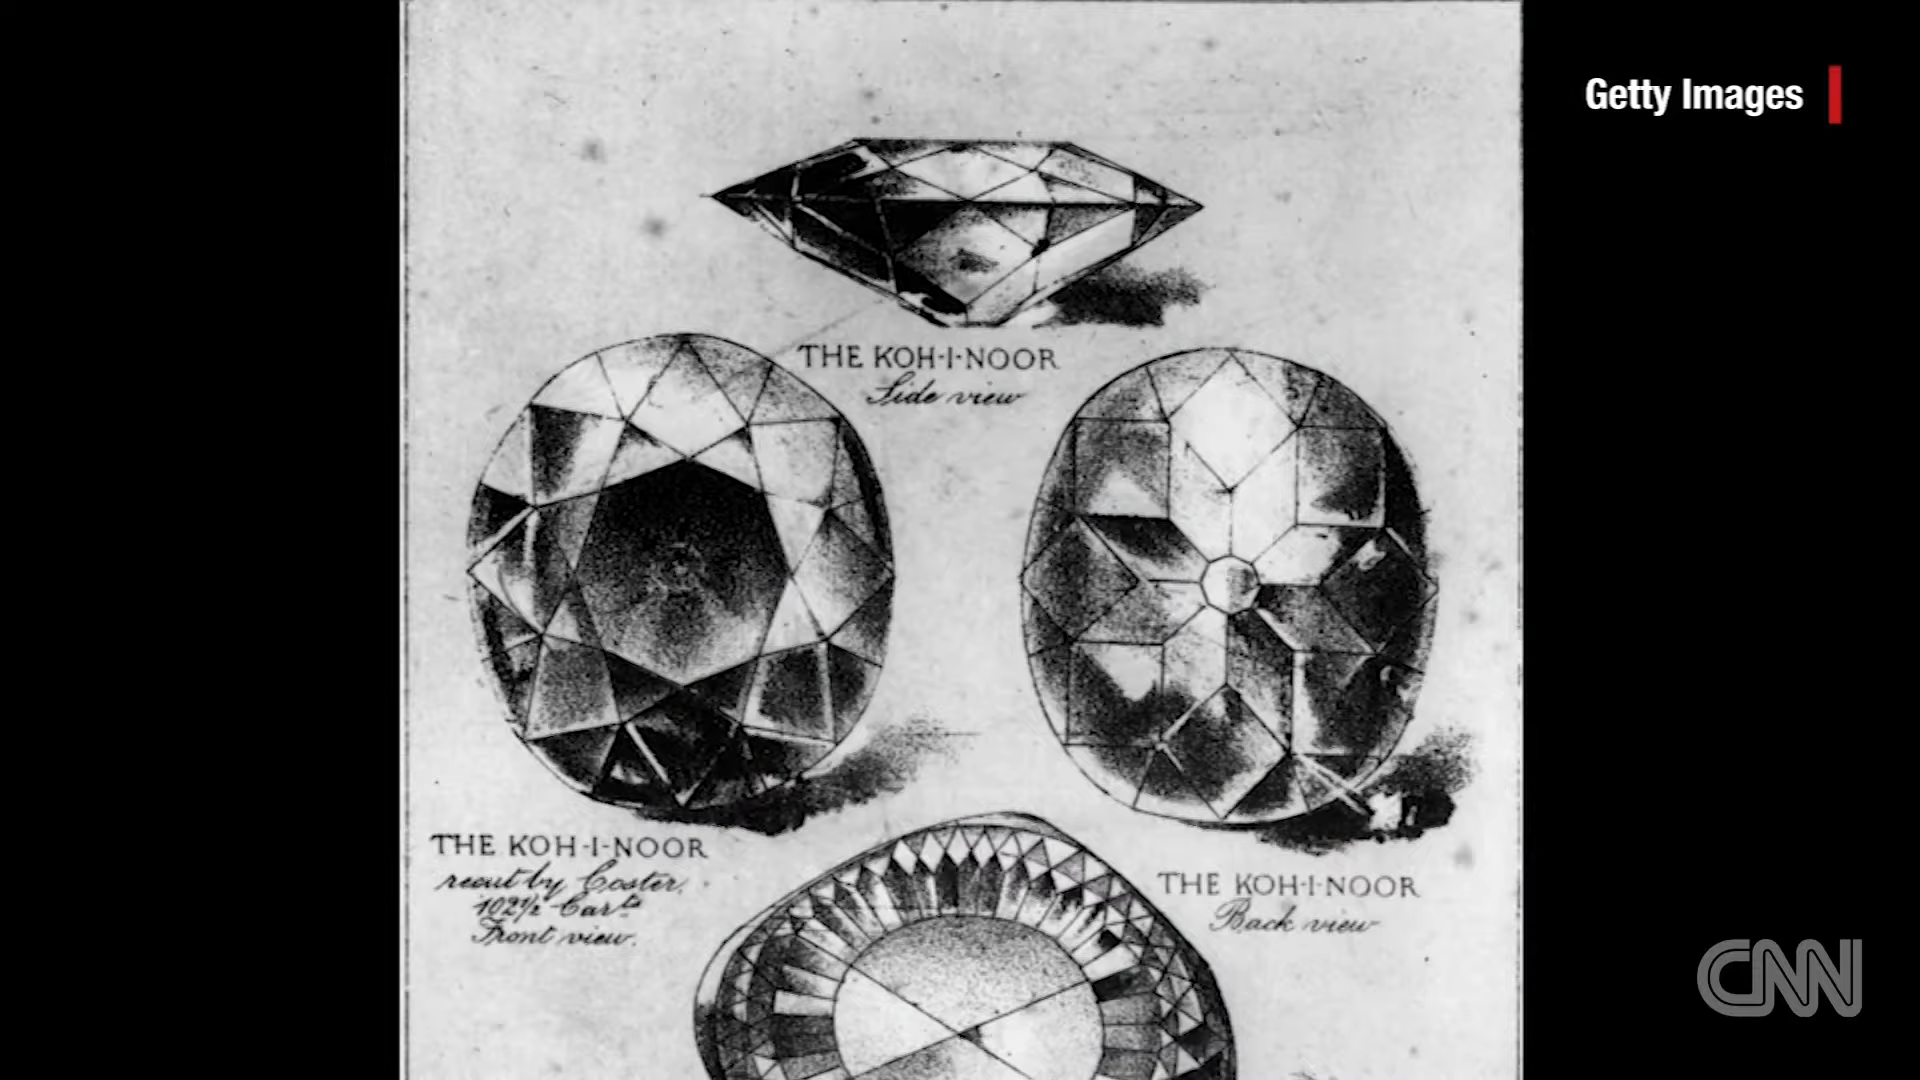 Getty Images
THE KOH-I-NOOR
Side view
THE KOH-I-NOOR
recut by Coster.
102½ Carts
Front view.
THE KOH-I-NOOR
Back view
CNN